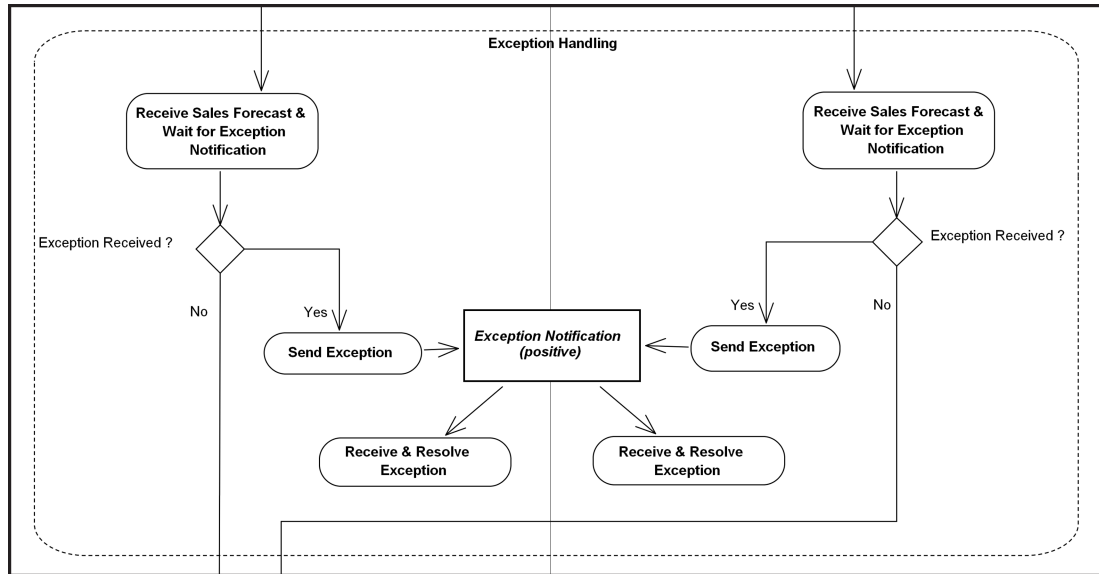 Exception Handling
Receive Sales Forecast &
Wait for Exception
Notification
Receive Sales Forecast &
Wait for Exception
Notification
Exception Received ?
Exception Received ?
No
Yes
Yes
No
Send Exception
Exception Notification
(positive)
Send Exception
Receive & Resolve
Exception
Receive & Resolve
Exception